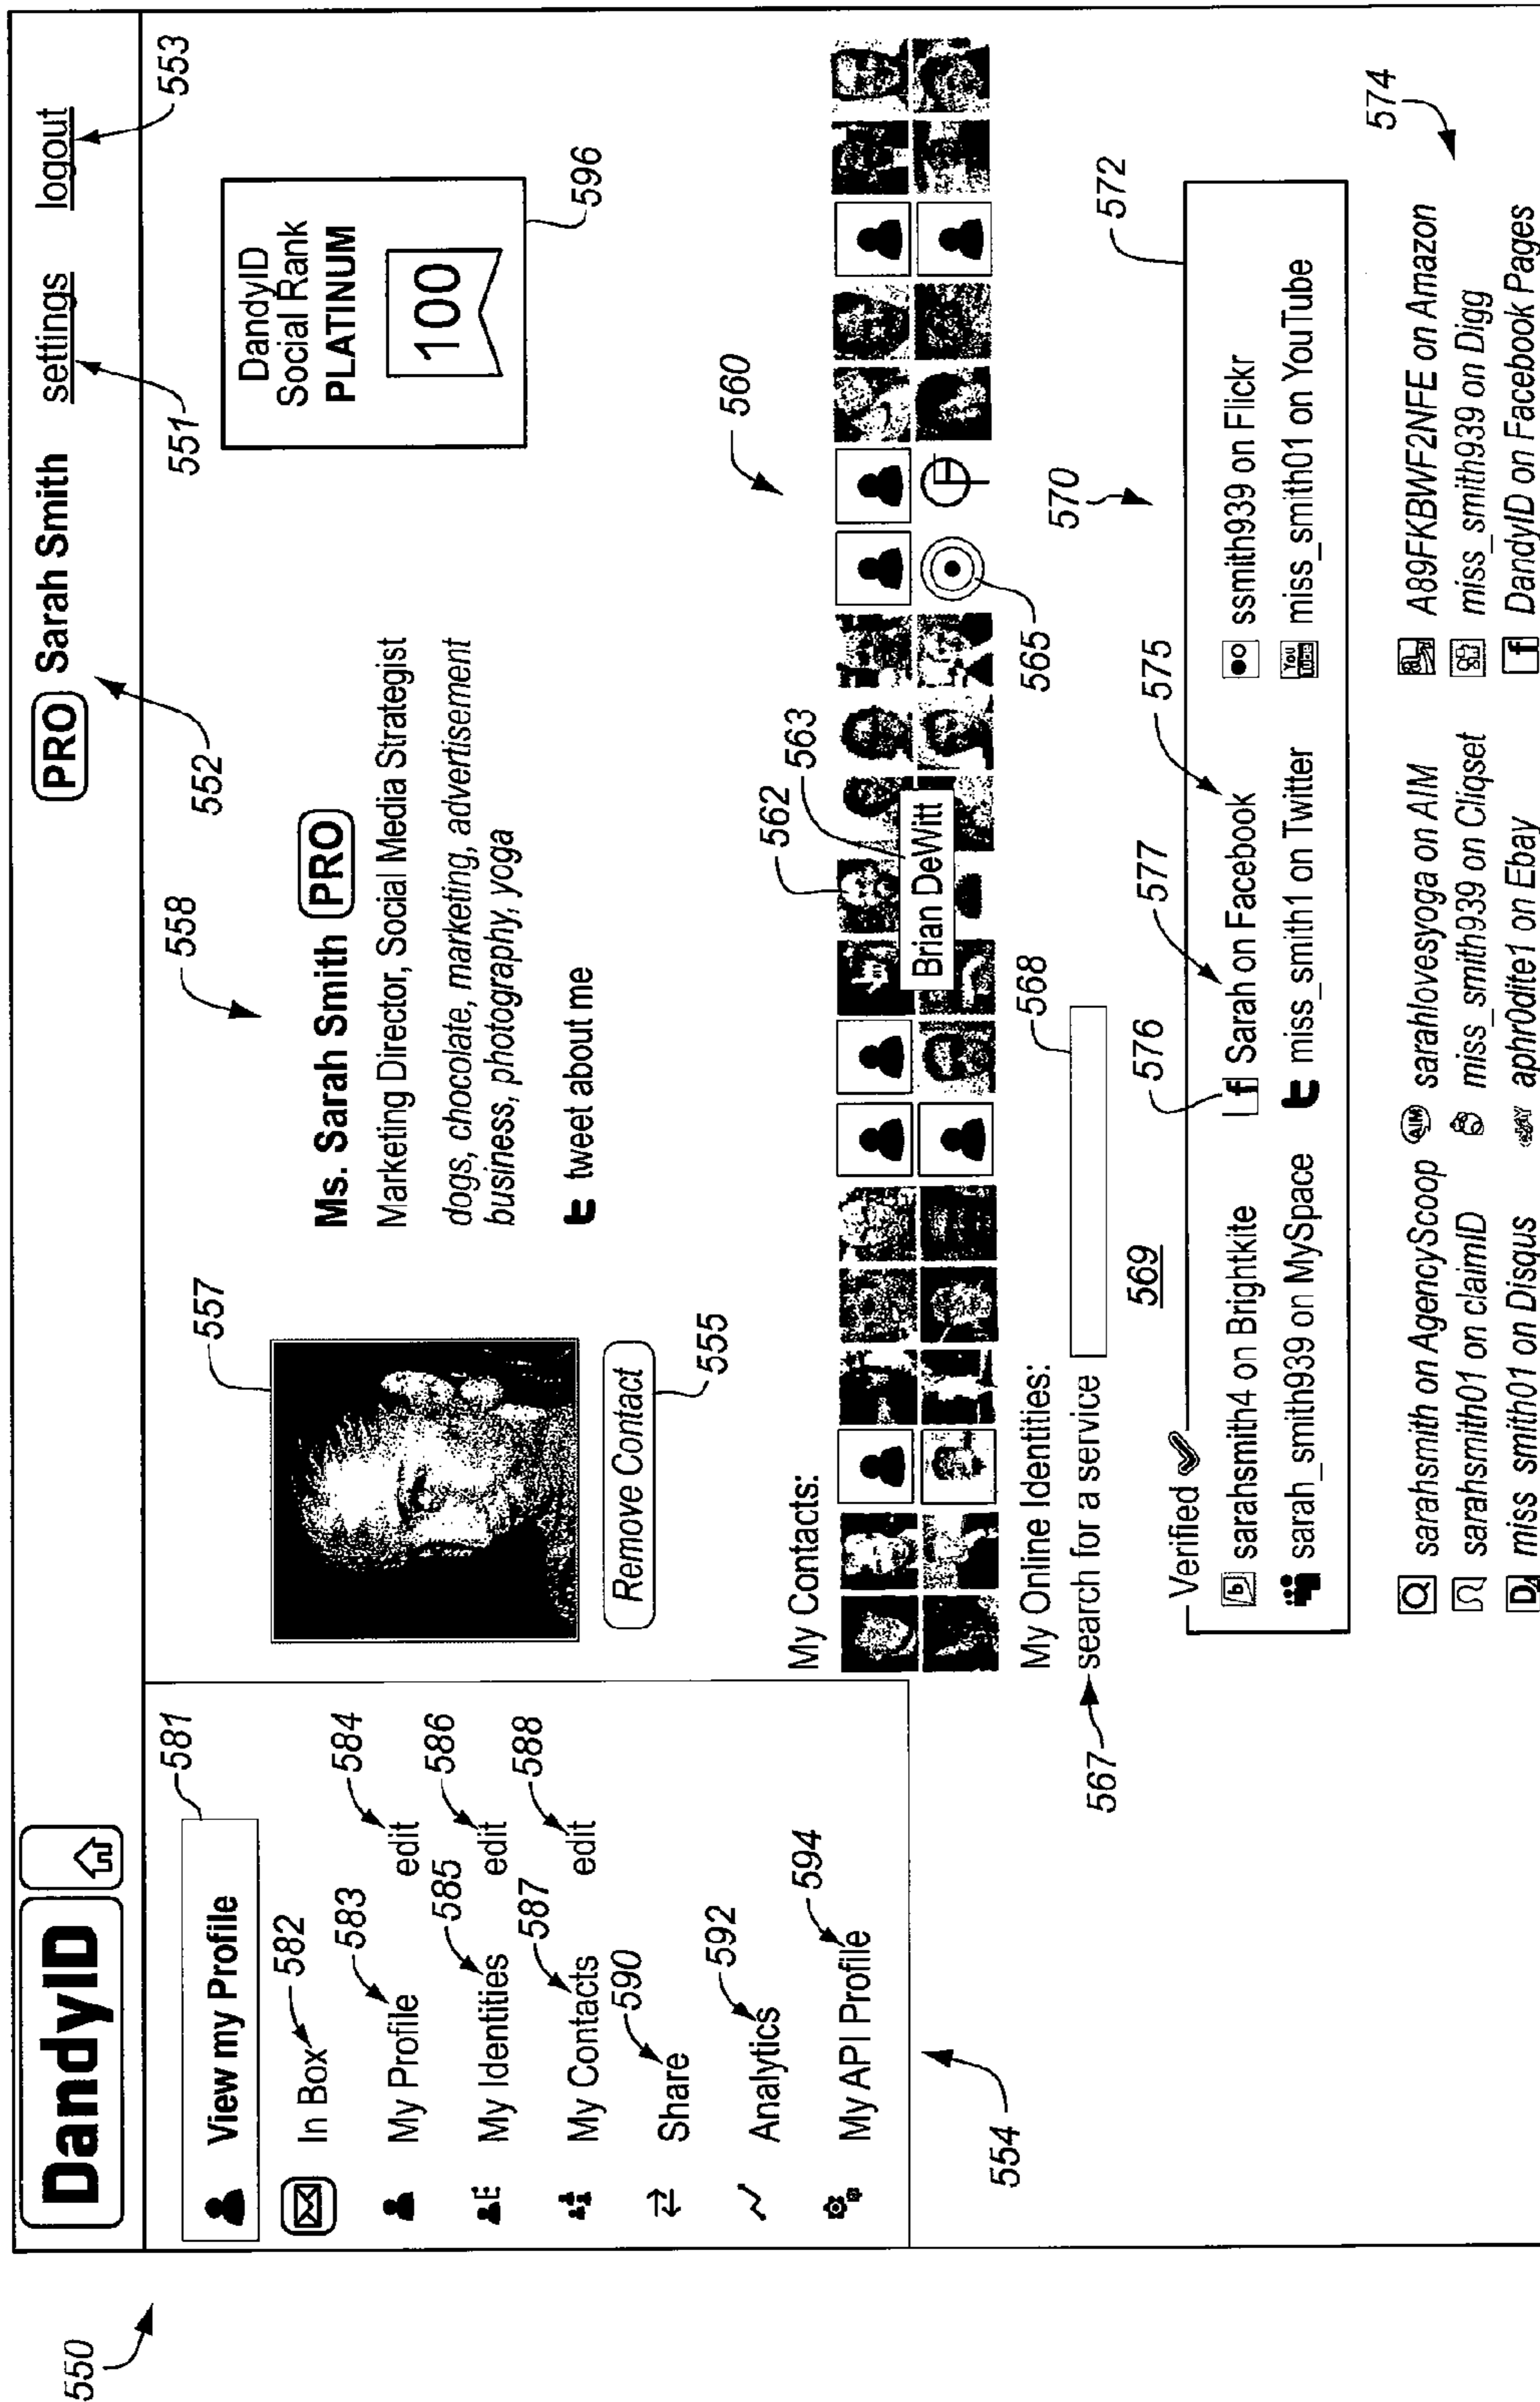 550
DandyID
PRO Sarah Smith
settings
logout
552
551
553
View my Profile
581
In Box
582
My Profile
583
edit
584
My Identities
585
edit
586
My Contacts
587
edit
588
Share
590
Analytics
592
My API Profile
594
554
557
Remove Contact
555
558
Ms. Sarah Smith PRO
Marketing Director, Social Media Strategist
dogs, chocolate, marketing, advertisement
business, photography, yoga
t tweet about me
DandyID
Social Rank
PLATINUM
100
596
My Contacts:
562
563
560
Brian DeWitt
565
My Online Identities:
567
search for a service
568
569
570
572
Verified
576
577
575
b sarahsmith4 on Brightkite
f Sarah on Facebook
ssmith939 on Flickr
sarah_smith939 on MySpace
t miss_smith1 on Twitter
You Tube miss_smith01 on YouTube
574
sarahsmith on AgencyScoop
AIM sarahlovesyoga on AIM
A89FKBWF2NFE on Amazon
sarahsmith01 on claimID
miss_smith939 on Cliqset
miss_smith939 on Digg
D miss_smith01 on Disqus
ebay aphr0dite1 on Ebay
f DandyID on Facebook Pages